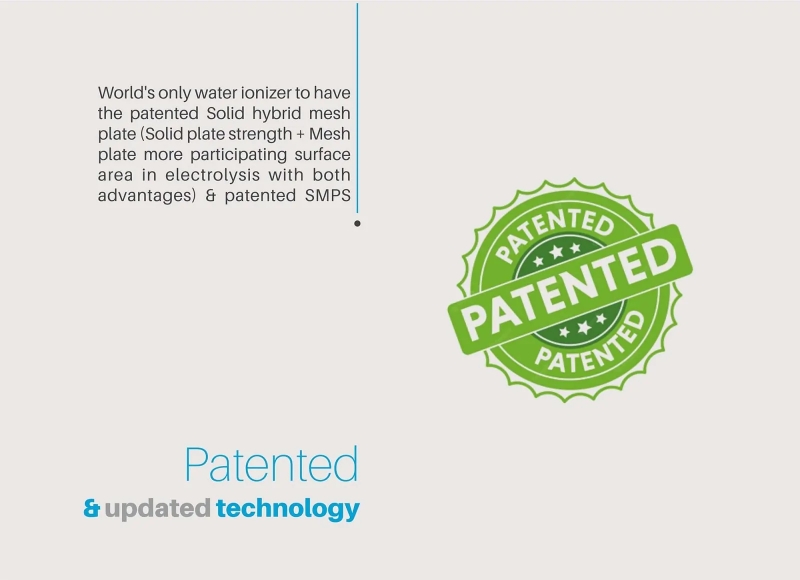 World's only water ionizer to have
the patented Solid hybrid mesh
plate (Solid plate strength + Mesh
plate more participating surface
area in electrolysis with both
advantages) & patented SMPS
PATENTED
PATENTED
PATENTED
Patented
& updated technology